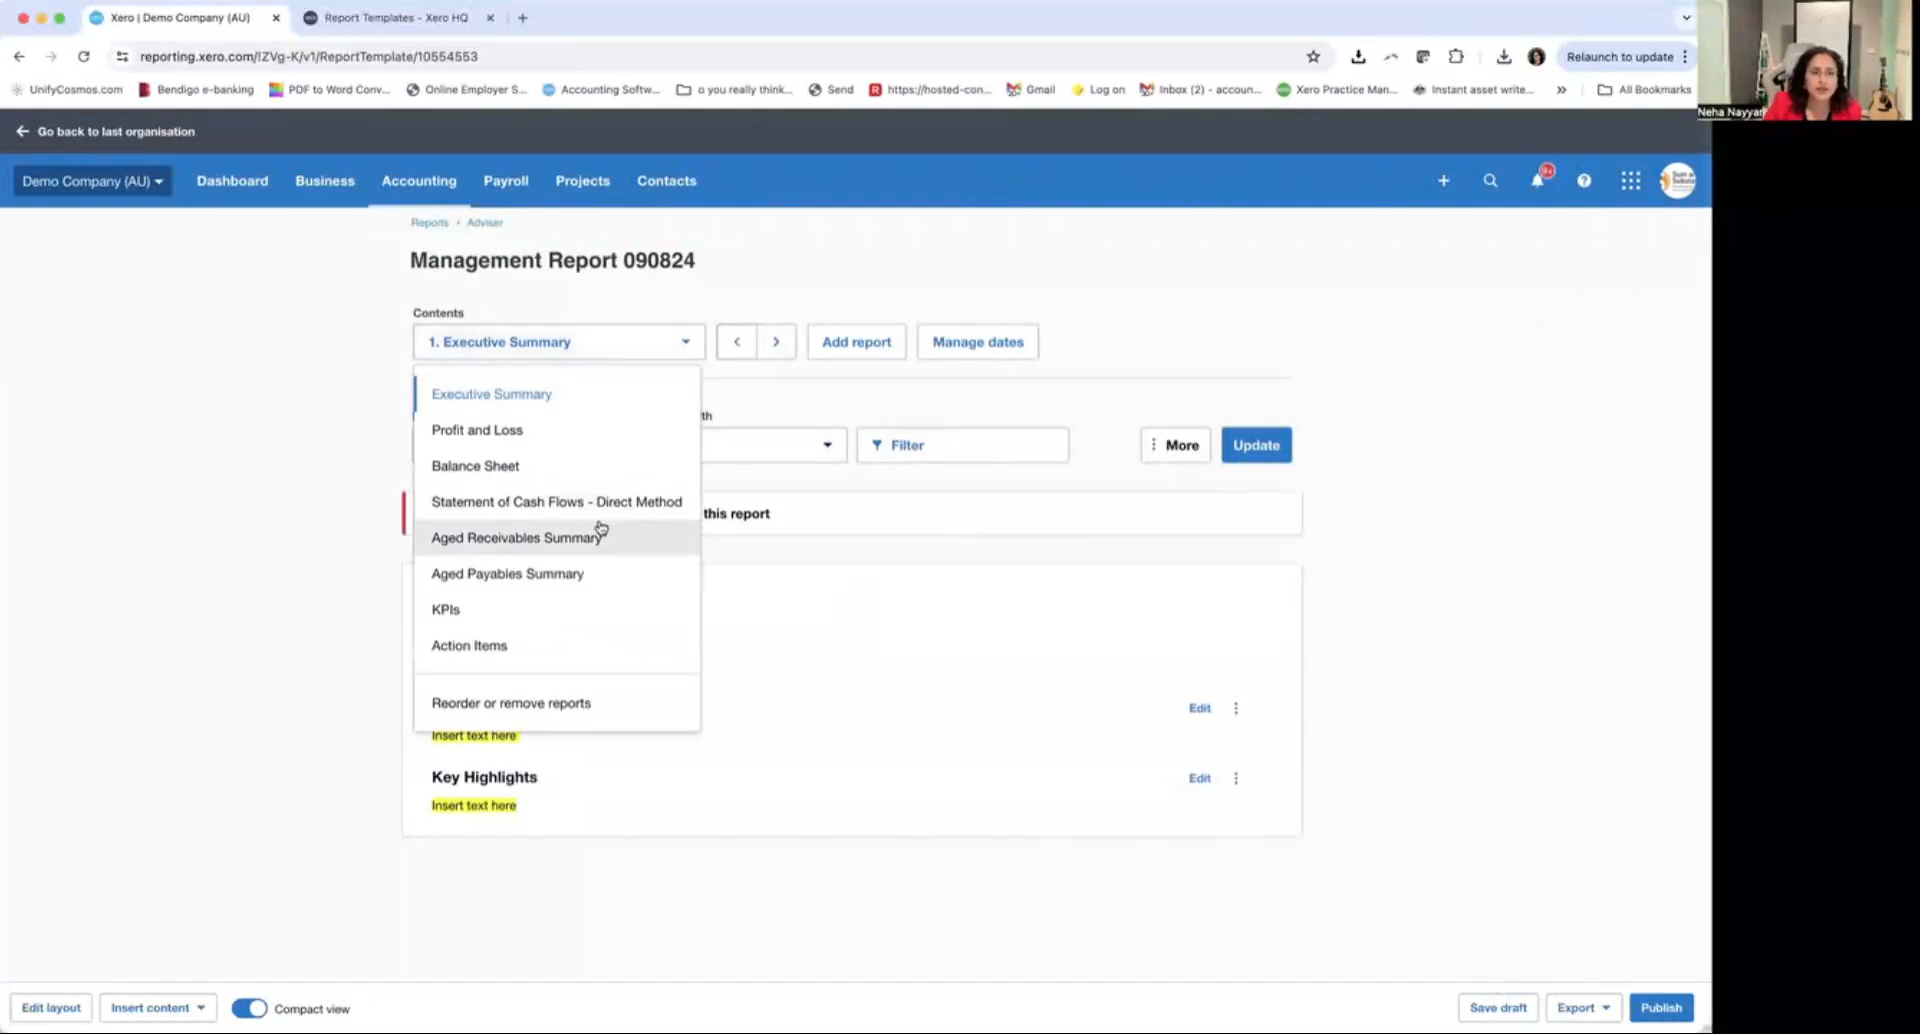 Xero | Demo Company (AU)
Report Templates - Xero HQ
reporting.xero.com/!ZVg-K/v1/ReportTemplate/10554553
Relaunch to update
UnifyCosmos.com
Bendigo e-banking
PDF to Word Conv...
Online Employer S...
Accounting Softw...
o you really think...
Send
https://hosted-con...
Gmail
Log on
Inbox (2) - accoun...
Xero Practice Man...
Instant asset write...
»
All Bookmarks
Neha Nayyar
Go back to last organisation
Demo Company (AU)
Dashboard
Business
Accounting
Payroll
Projects
Contacts
9+
Reports
Adviser
Management Report 090824
Contents
1. Executive Summary
Add report
Manage dates
Executive Summary
Profit and Loss
Balance Sheet
Statement of Cash Flows - Direct Method
Aged Receivables Summary
Aged Payables Summary
KPIs
Action Items
Reorder or remove reports
th
Filter
More
Update
this report
Edit
Insert text here
Key Highlights
Edit
Insert text here
Edit layout
Insert content
Compact view
Save draft
Export
Publish